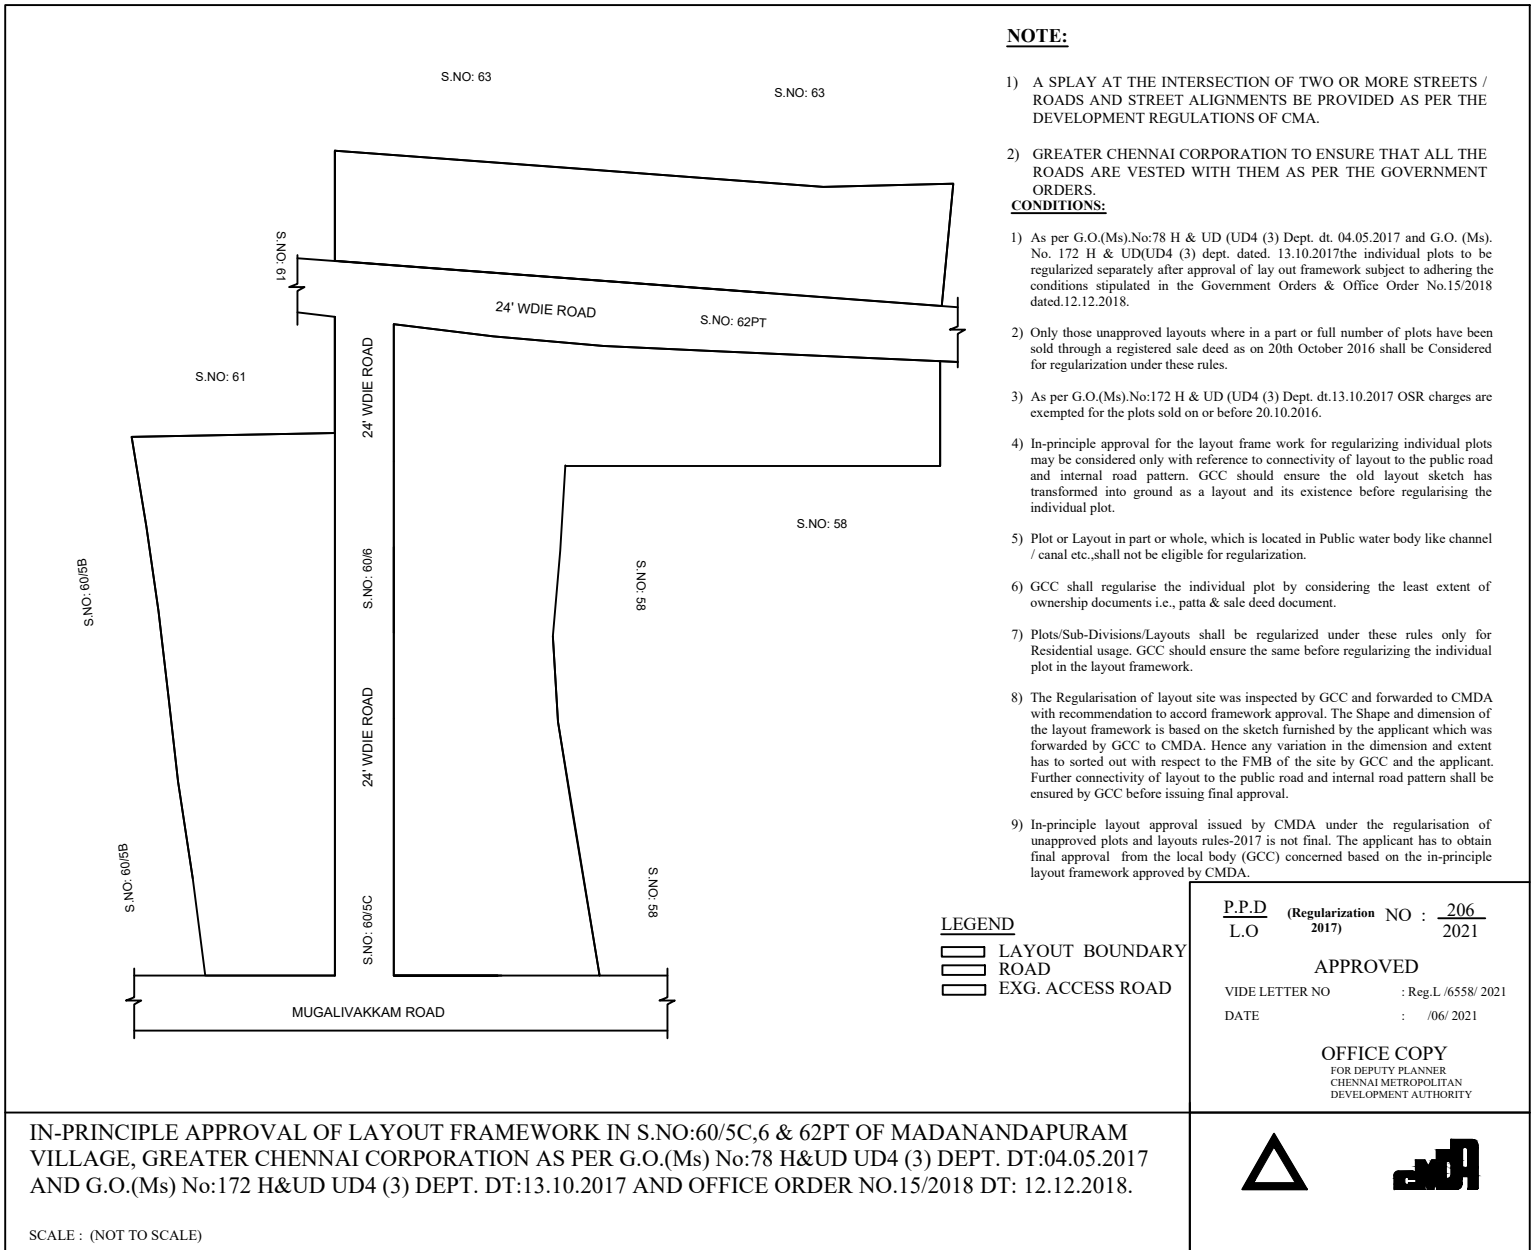 S.NO: 63
S.NO: 63
S.NO: 61
24' WDIE ROAD
S.NO: 62PT
24' WDIE ROAD
S.NO: 61
S.NO: 58
S.NO: 60/5B
S.NO: 60/6
S.NO: 58
24' WDIE ROAD
S.NO: 60/5B
S.NO: 60/5C
S.NO: 58
MUGALIVAKKAM ROAD
NOTE:
1) A SPLAY AT THE INTERSECTION OF TWO OR MORE STREETS /
ROADS AND STREET ALIGNMENTS BE PROVIDED AS PER THE
DEVELOPMENT REGULATIONS OF CMA.
2) GREATER CHENNAI CORPORATION TO ENSURE THAT ALL THE
ROADS ARE VESTED WITH THEM AS PER THE GOVERNMENT
ORDERS.
CONDITIONS:
1) As per G.O.(Ms).No:78 H & UD (UD4 (3) Dept. dt. 04.05.2017 and G.O. (Ms).
No. 172 H & UD(UD4 (3) dept. dated. 13.10.2017the individual plots to be
regularized separately after approval of lay out framework subject to adhering the
conditions stipulated in the Government Orders & Office Order No.15/2018
dated.12.12.2018.
2) Only those unapproved layouts where in a part or full number of plots have been
sold through a registered sale deed as on 20th October 2016 shall be Considered
for regularization under these rules.
3) As per G.O.(Ms).No:172 H & UD (UD4 (3) Dept. dt.13.10.2017 OSR charges are
exempted for the plots sold on or before 20.10.2016.
4) In-principle approval for the layout frame work for regularizing individual plots
may be considered only with reference to connectivity of layout to the public road
and internal road pattern. GCC should ensure the old layout sketch has
transformed into ground as a layout and its existence before regularising the
individual plot.
5) Plot or Layout in part or whole, which is located in Public water body like channel
/ canal etc.,shall not be eligible for regularization.
6) GCC shall regularise the individual plot by considering the least extent of
ownership documents i.e., patta & sale deed document.
7) Plots/Sub-Divisions/Layouts shall be regularized under these rules only for
Residential usage. GCC should ensure the same before regularizing the individual
plot in the layout framework.
8) The Regularisation of layout site was inspected by GCC and forwarded to CMDA
with recommendation to accord framework approval. The Shape and dimension of
the layout framework is based on the sketch furnished by the applicant which was
forwarded by GCC to CMDA. Hence any variation in the dimension and extent
has to sorted out with respect to the FMB of the site by GCC and the applicant.
Further connectivity of layout to the public road and internal road pattern shall be
ensured by GCC before issuing final approval.
9) In-principle layout approval issued by CMDA under the regularisation of
unapproved plots and layouts rules-2017 is not final. The applicant has to obtain
final approval from the local body (GCC) concerned based on the in-principle
layout framework approved by CMDA.
LEGEND
LAYOUT BOUNDARY
ROAD
EXG. ACCESS ROAD
P.P.D (Regularization NO : 206
L.O 2017) 2021
APPROVED
VIDE LETTER NO : Reg.L /6558/ 2021
DATE : /06/ 2021
OFFICE COPY
FOR DEPUTY PLANNER
CHENNAI METROPOLITAN
DEVELOPMENT AUTHORITY
IN-PRINCIPLE APPROVAL OF LAYOUT FRAMEWORK IN S.NO:60/5C,6 & 62PT OF MADANANDAPURAM
VILLAGE, GREATER CHENNAI CORPORATION AS PER G.O.(Ms) No:78 H&UD UD4 (3) DEPT. DT:04.05.2017
AND G.O.(Ms) No:172 H&UD UD4 (3) DEPT. DT:13.10.2017 AND OFFICE ORDER NO.15/2018 DT: 12.12.2018.
SCALE : (NOT TO SCALE)
CMDA